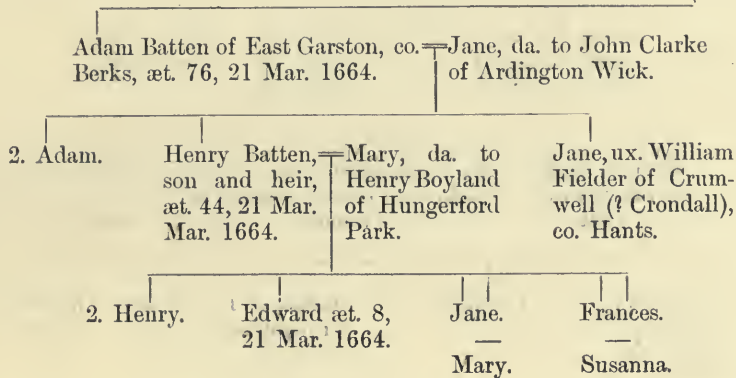 Adam Batten of East Garston, co. Berks, æt. 76, 21 Mar. 1664.
Jane, da. to John Clarke of Ardington Wick.
2. Adam.
Henry Batten,
son and heir,
æt. 44, 21 Mar.
Mar. 1664.
Mary, da. to
Henry Boyland
of Hungerford
Park.
Jane, ux. William
Fielder of Crum-
well (? Crondall),
co. Hants.
2. Henry.
Edward æt. 8,
21 Mar. 1664.
Jane.
—
Mary.
Frances.
—
Susanna.